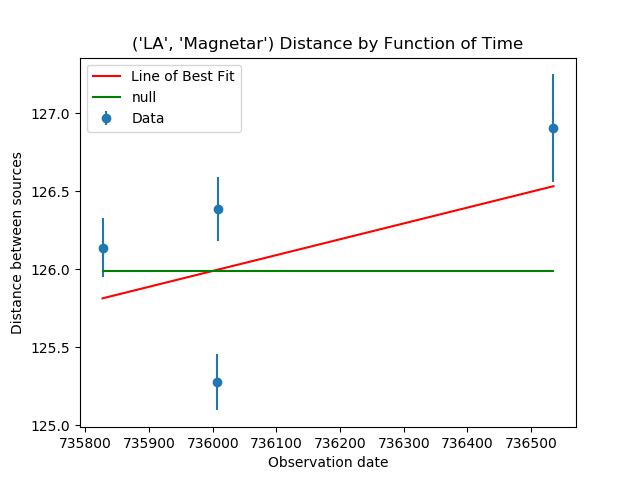 ('LA', 'Magnetar') Distance by Function of Time
Line of Best Fit
null
Data
127.0
126.5
126.0
125.5
125.0
Distance between sources
735800 735900 736000 736100 736200 736300 736400 736500
Observation date